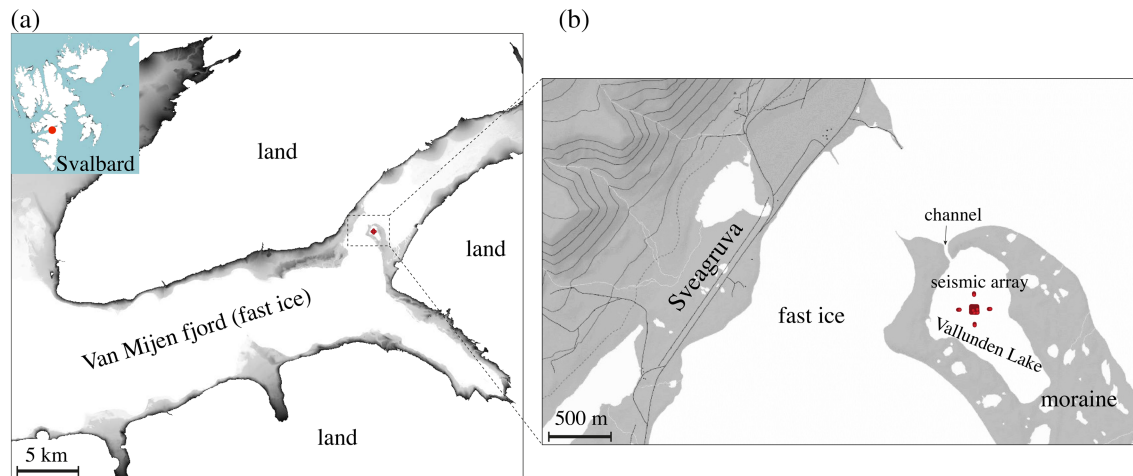 (a)
Svalbard
land
land
Van Mijen fjord (fast ice)
land
5 km
(b)
Sveagruva
channel
seismic array
fast ice
Vallunden Lake
moraine
500 m